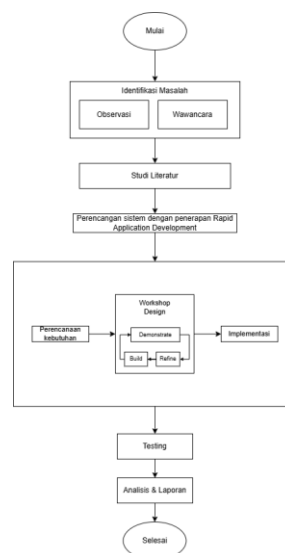 Mulai
Identifikasi Masalah
Observasi
Wawancara
Studi Literatur
Perencangan sistem dengan penerapan Rapid
Application Development
Workshop
Design
Perencanaan
kebutuhan
Demonstrate
Implementasi
Build
Refine
Testing
Analisis & Laporan
Selesai